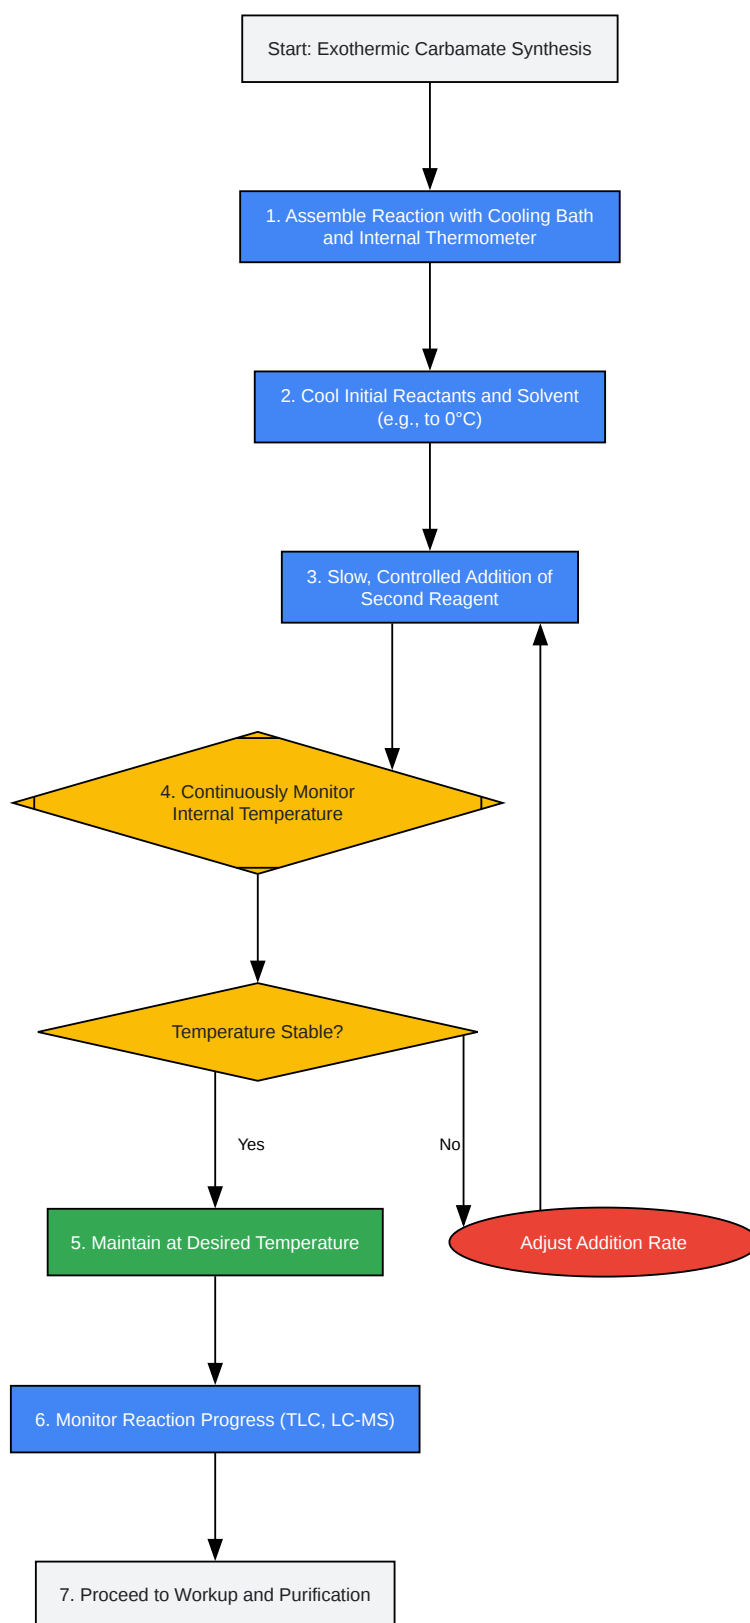 Start: Exothermic Carbamate Synthesis
1. Assemble Reaction with Cooling Bath
and Internal Thermometer
2. Cool Initial Reactants and Solvent
(e.g., to 0°C)
3. Slow, Controlled Addition of
Second Reagent
4. Continuously Monitor
Internal Temperature
Temperature Stable?
Yes
No
5. Maintain at Desired Temperature
Adjust Addition Rate
6. Monitor Reaction Progress (TLC, LC-MS)
7. Proceed to Workup and Purification